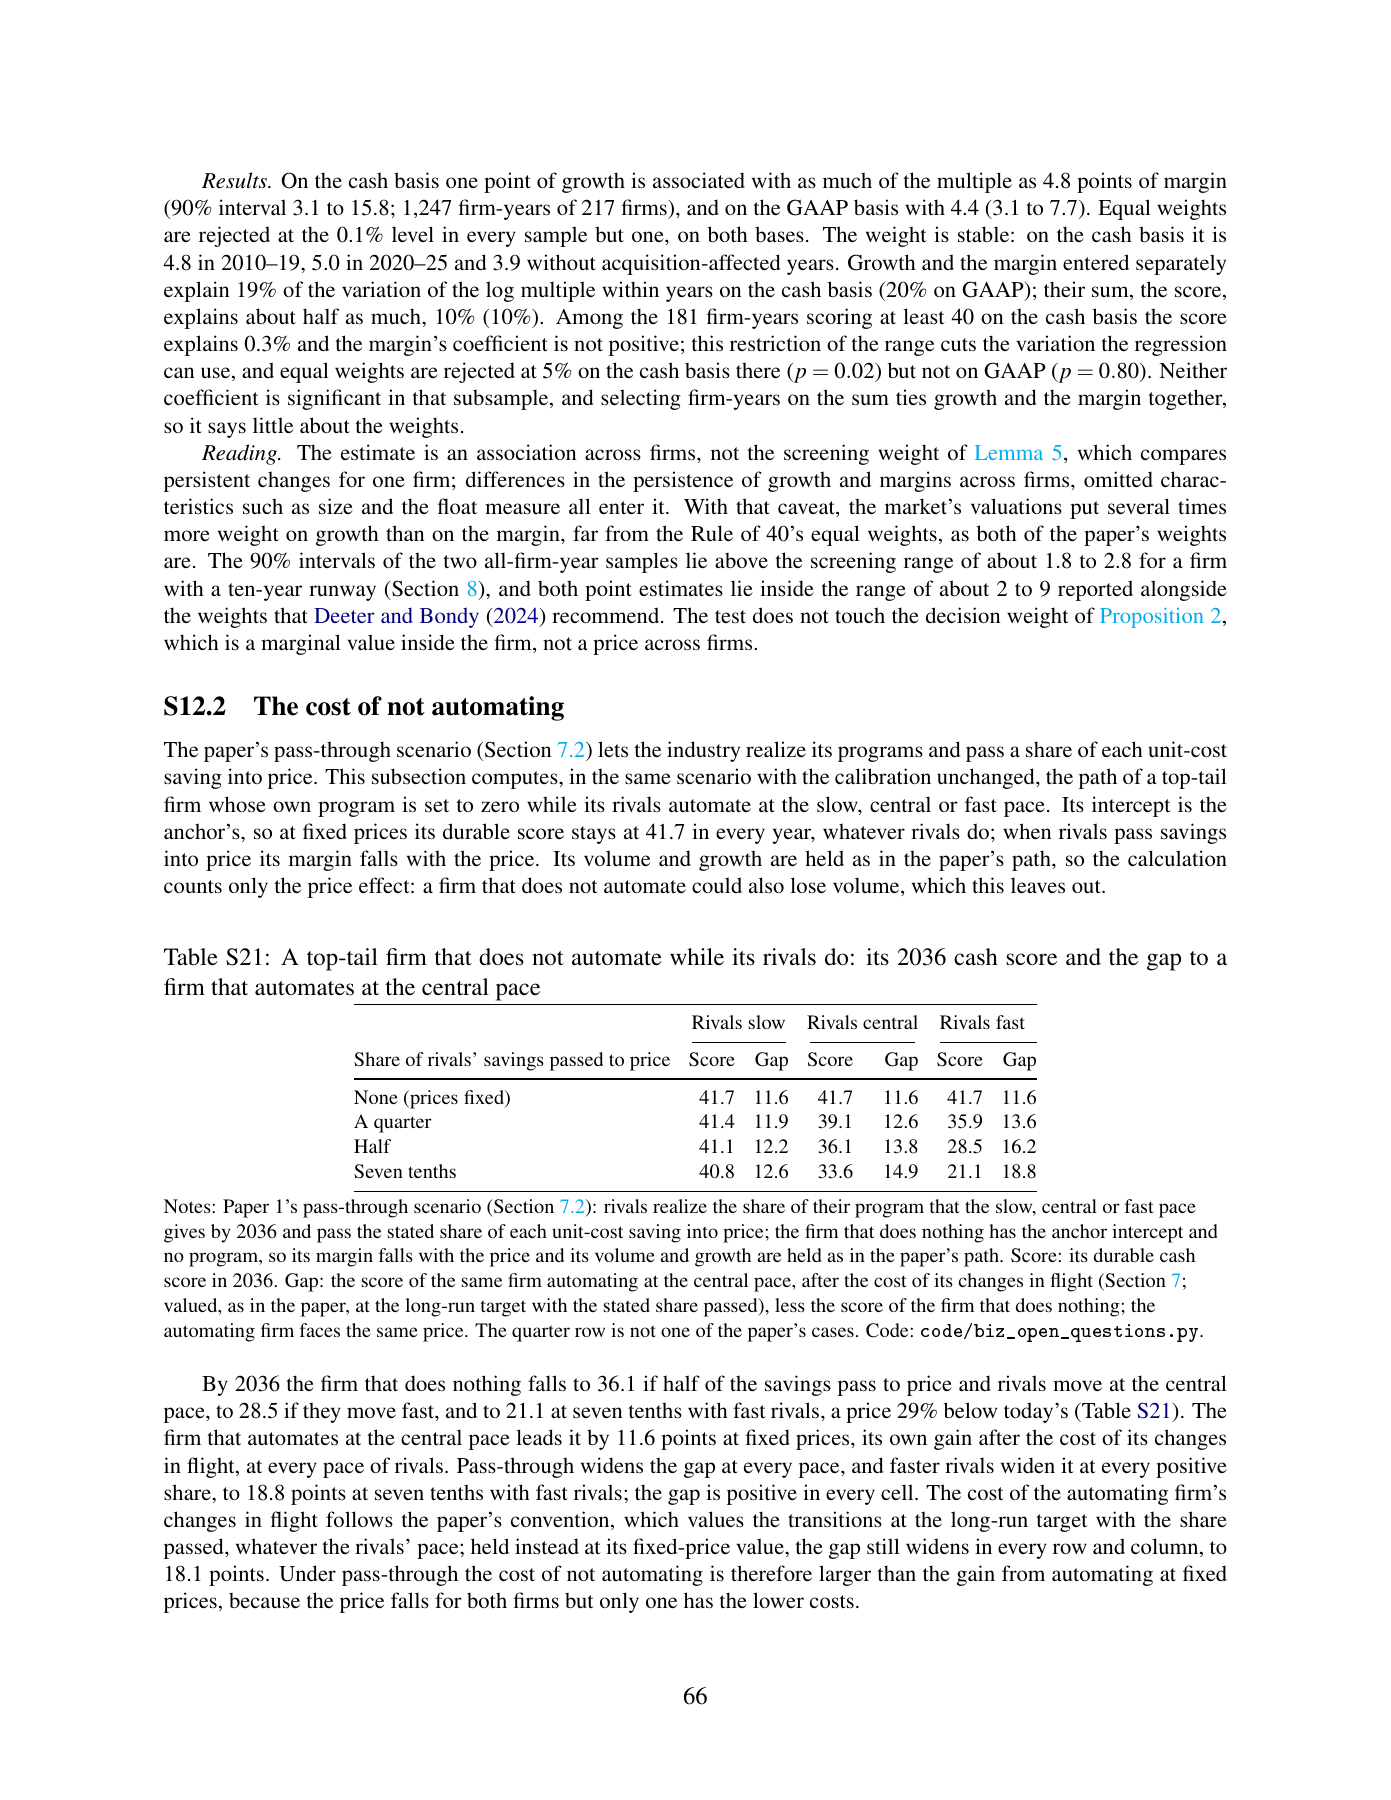 Results. On the cash basis one point of growth is associated with as much of the multiple as 4.8 points of margin
(90% interval 3.1 to 15.8; 1,247 firm-years of 217 firms), and on the GAAP basis with 4.4 (3.1 to 7.7). Equal weights
are rejected at the 0.1% level in every sample but one, on both bases. The weight is stable: on the cash basis it is
4.8 in 2010–19, 5.0 in 2020–25 and 3.9 without acquisition-affected years. Growth and the margin entered separately
explain 19% of the variation of the log multiple within years on the cash basis (20% on GAAP); their sum, the score,
explains about half as much, 10% (10%). Among the 181 firm-years scoring at least 40 on the cash basis the score
explains 0.3% and the margin's coefficient is not positive; this restriction of the range cuts the variation the regression
can use, and equal weights are rejected at 5% on the cash basis there (p = 0.02) but not on GAAP (p = 0.80). Neither
coefficient is significant in that subsample, and selecting firm-years on the sum ties growth and the margin together,
so it says little about the weights.
Reading. The estimate is an association across firms, not the screening weight of Lemma 5, which compares
persistent changes for one firm; differences in the persistence of growth and margins across firms, omitted charac-
teristics such as size and the float measure all enter it. With that caveat, the market's valuations put several times
more weight on growth than on the margin, far from the Rule of 40's equal weights, as both of the paper's weights
are. The 90% intervals of the two all-firm-year samples lie above the screening range of about 1.8 to 2.8 for a firm
with a ten-year runway (Section 8), and both point estimates lie inside the range of about 2 to 9 reported alongside
the weights that Deeter and Bondy (2024) recommend. The test does not touch the decision weight of Proposition 2,
which is a marginal value inside the firm, not a price across firms.
S12.2 The cost of not automating
The paper's pass-through scenario (Section 7.2) lets the industry realize its programs and pass a share of each unit-cost
saving into price. This subsection computes, in the same scenario with the calibration unchanged, the path of a top-tail
firm whose own program is set to zero while its rivals automate at the slow, central or fast pace. Its intercept is the
anchor's, so at fixed prices its durable score stays at 41.7 in every year, whatever rivals do; when rivals pass savings
into price its margin falls with the price. Its volume and growth are held as in the paper's path, so the calculation
counts only the price effect: a firm that does not automate could also lose volume, which this leaves out.
Table S21: A top-tail firm that does not automate while its rivals do: its 2036 cash score and the gap to a
firm that automates at the central pace
Rivals slow Rivals central Rivals fast
Share of rivals' savings passed to price Score Gap Score Gap Score Gap
None (prices fixed) 41.7 11.6 41.7 11.6 41.7 11.6
A quarter 41.4 11.9 39.1 12.6 35.9 13.6
Half 41.1 12.2 36.1 13.8 28.5 16.2
Seven tenths 40.8 12.6 33.6 14.9 21.1 18.8
Notes: Paper 1's pass-through scenario (Section 7.2): rivals realize the share of their program that the slow, central or fast pace
gives by 2036 and pass the stated share of each unit-cost saving into price; the firm that does nothing has the anchor intercept and
no program, so its margin falls with the price and its volume and growth are held as in the paper's path. Score: its durable cash
score in 2036. Gap: the score of the same firm automating at the central pace, after the cost of its changes in flight (Section 7;
valued, as in the paper, at the long-run target with the stated share passed), less the score of the firm that does nothing; the
automating firm faces the same price. The quarter row is not one of the paper's cases. Code: code/biz_open_questions.py.
By 2036 the firm that does nothing falls to 36.1 if half of the savings pass to price and rivals move at the central
pace, to 28.5 if they move fast, and to 21.1 at seven tenths with fast rivals, a price 29% below today's (Table S21). The
firm that automates at the central pace leads it by 11.6 points at fixed prices, its own gain after the cost of its changes
in flight, at every pace of rivals. Pass-through widens the gap at every pace, and faster rivals widen it at every positive
share, to 18.8 points at seven tenths with fast rivals; the gap is positive in every cell. The cost of the automating firm's
changes in flight follows the paper's convention, which values the transitions at the long-run target with the share
passed, whatever the rivals' pace; held instead at its fixed-price value, the gap still widens in every row and column, to
18.1 points. Under pass-through the cost of not automating is therefore larger than the gain from automating at fixed
prices, because the price falls for both firms but only one has the lower costs.
66